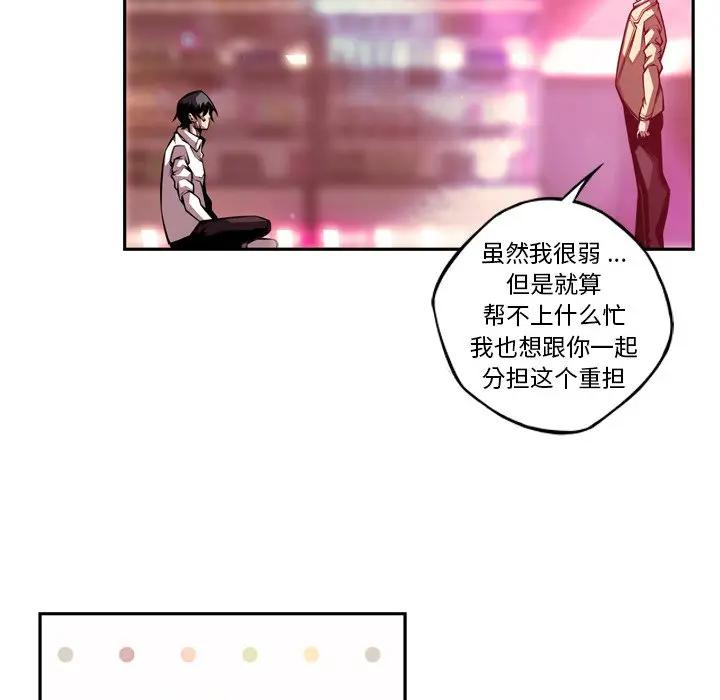 虽然我很弱 ...
但是就算
帮不上什么忙
我也想跟你一起
分担这个重担